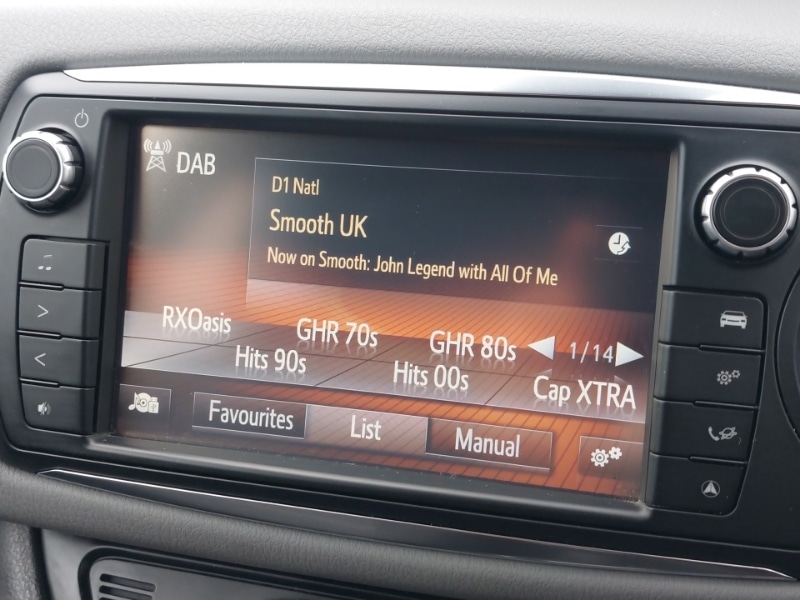 DAB
D1 Natl
Smooth UK
Now on Smooth: John Legend with All Of Me
RXOasis GHR 70s GHR 80s 1/14
Hits 90s Hits 00s Cap XTRA
Favourites List Manual